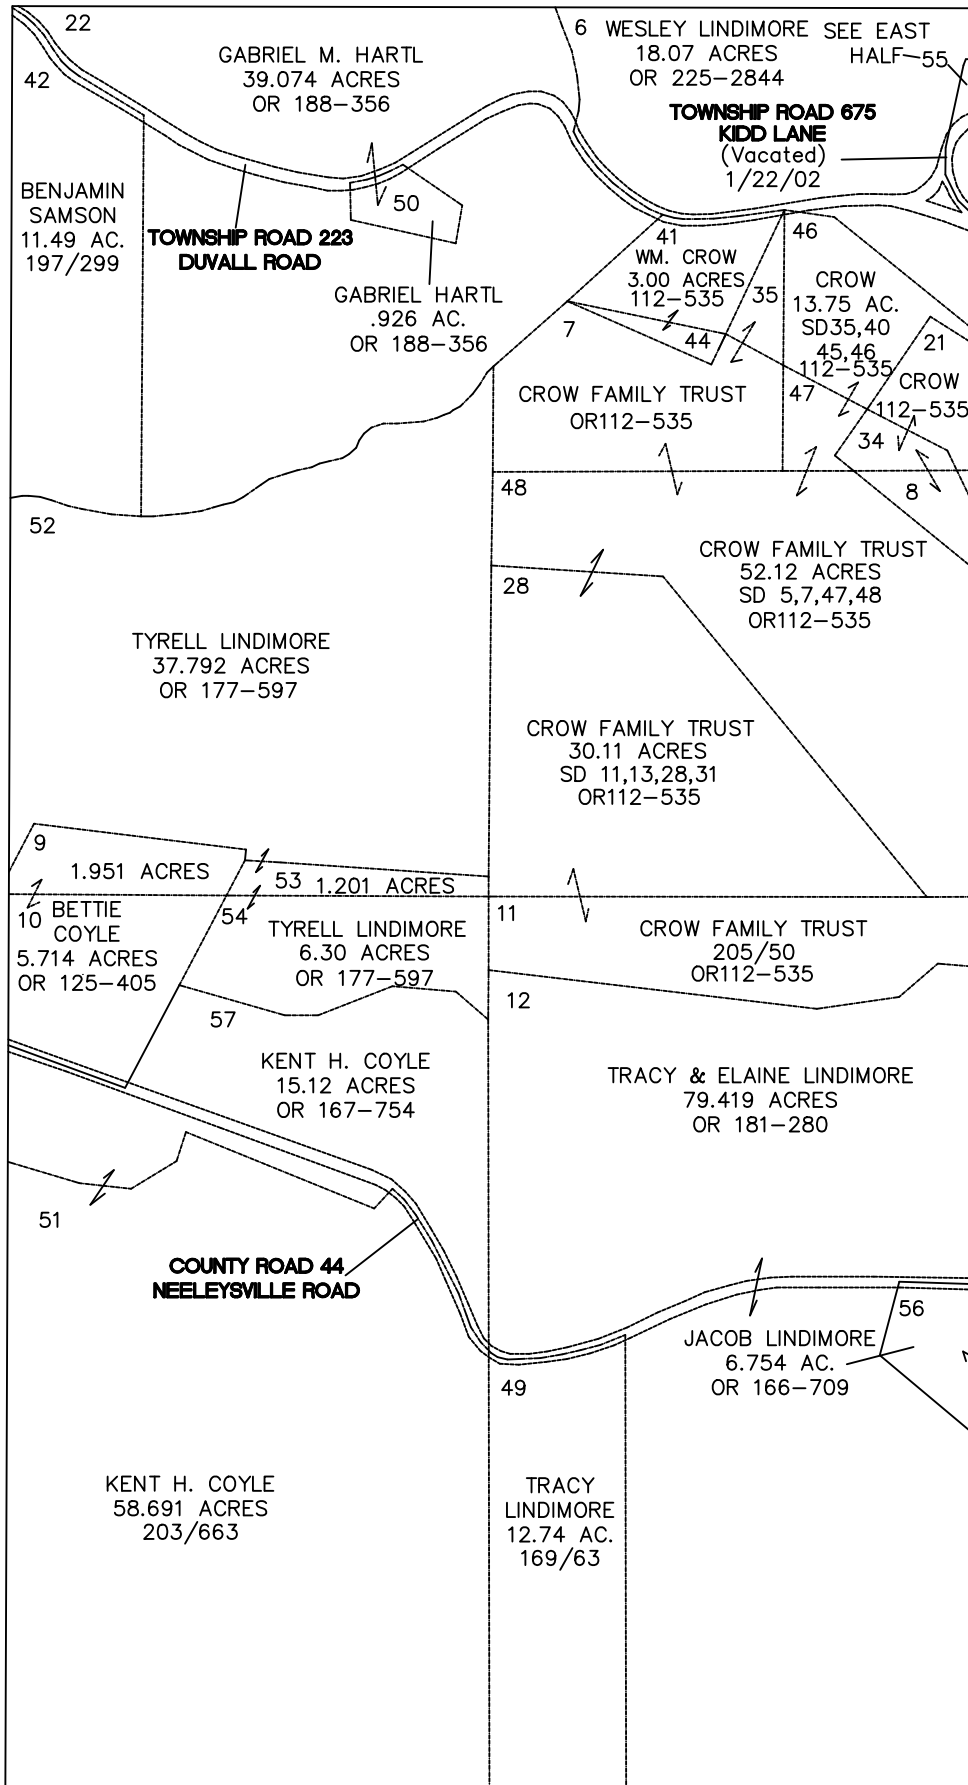 22
GABRIEL M. HARTL
39.074 ACRES
OR 188-356
6
WESLEY LINDIMORE
18.07 ACRES
OR 225-2844
SEE EAST
HALF-55
42
TOWNSHIP ROAD 675
KIDD LANE
(Vacated)
1/22/02
BENJAMIN
SAMSON
11.49 AC.
197/299
50
TOWNSHIP ROAD 223
DUVALL ROAD
41
46
WM. CROW
3.00 ACRES
112-535
35
CROW
13.75 AC.
SD35,40
45,46
112-535
GABRIEL HARTL
.926 AC.
OR 188-356
7
44
21
CROW
112-535
CROW FAMILY TRUST
OR112-535
47
34
48
8
52
CROW FAMILY TRUST
52.12 ACRES
SD 5,7,47,48
OR112-535
28
TYRELL LINDIMORE
37.792 ACRES
OR 177-597
CROW FAMILY TRUST
30.11 ACRES
SD 11,13,28,31
OR112-535
9
1.951 ACRES
53
1.201 ACRES
10
BETTIE
COYLE
5.714 ACRES
OR 125-405
54
TYRELL LINDIMORE
6.30 ACRES
OR 177-597
11
CROW FAMILY TRUST
205/50
OR112-535
12
57
KENT H. COYLE
15.12 ACRES
OR 167-754
TRACY & ELAINE LINDIMORE
79.419 ACRES
OR 181-280
51
COUNTY ROAD 44
NEELEYSVILLE ROAD
56
JACOB LINDIMORE
6.754 AC.
OR 166-709
49
KENT H. COYLE
58.691 ACRES
203/663
TRACY
LINDIMORE
12.74 AC.
169/63